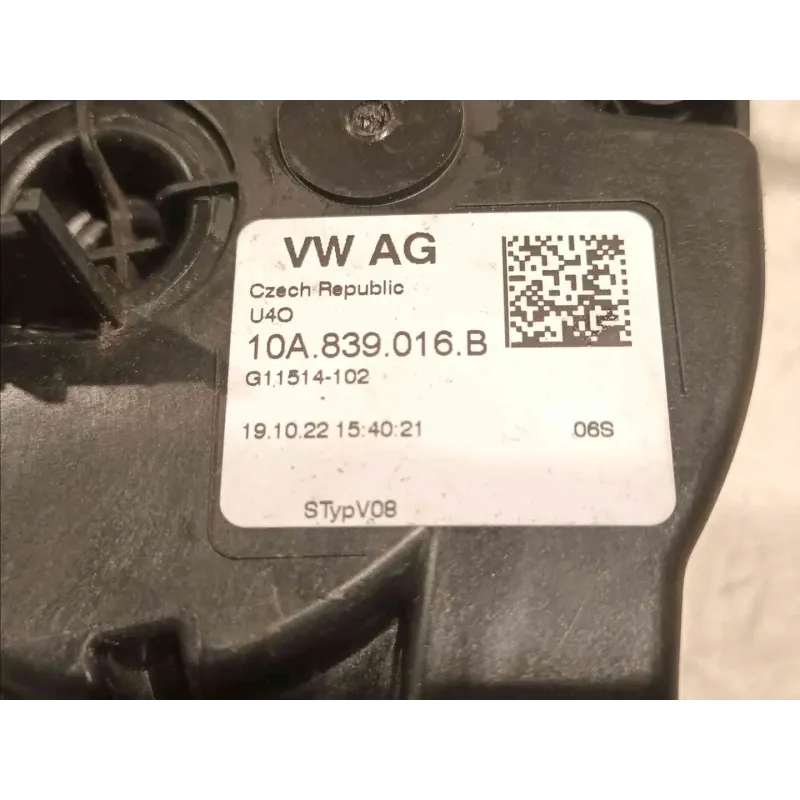 VW AG
Czech Republic
U4O
10A.839.016.B
G11514-102
19.10.22 15:40:21 06S
STypV08